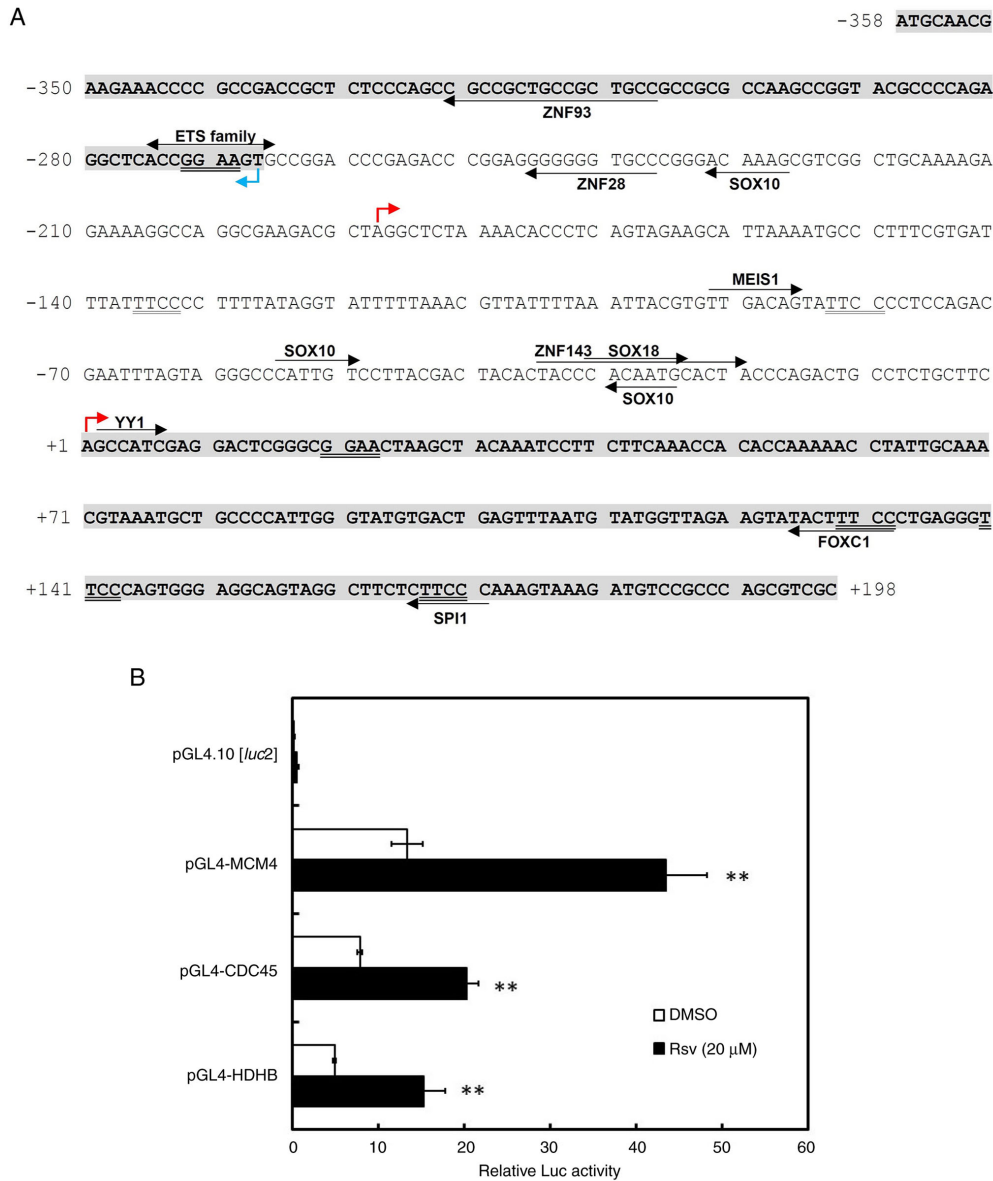 A
-358 ATGCAACG
-350 AAGAAACCCC GCCGACCGCT CTCCCAGCC CGCCGCTGCCGC TGCCGCCGCG CCAAGCCGGT ACGCCCCAGA
ZNF93
ETS family
-280 GGCTCACCGG AAGTGCCGGA CCCGAGACCC CGGAGGGGGG TGCCCGGGAC AAAGCGTCGG CTGCAAAAGA
ZNF28 SOX10
-210 GAAAAGGCCA GGCGAAGACG CTAGGCTCTA AAACACCCTC AGTAGAAGCA TTAAAATGCC CTTTCGTGAT
MEIS1
-140 TTATTTCCCC TTTTATAGGT ATTTTTAAAC GTTATTTTAA ATTACGTGTT GACAGTATTC CCCTCCAGAC
SOX10 ZNF143 SOX18
-70 GAATTTAGTA GGGCCCATTG TCCTTACGAC TACACTACCC ACAATGCACT ACCCAGACTG CCTCTGCTTC
SOX10
YY1
+1 AGCCATCGAG GACTCGGGCG GAACTAAGCT ACAAATCCTT CTTCAAACCA CACCAAAAAC CTATTGCAAA
+71 CGTAAATGCT GCCCCATTGG GTATGTGACT GAGTTTAATG TATGGTTAGA AGTATACTTT CCCTGAGGGT
FOXC1
+141 TCCCAGTGGG AGGCAGTAGG CTTCTCTTCC CAAAGTAAAG ATGTCCGCCC AGCGTCGC +198
SPI1
B
pGL4.10 [luc2]
pGL4-MCM4
**
pGL4-CDC45
**
DMSO
Rsv (20 μM)
pGL4-HDHB
**
0 10 20 30 40 50 60
Relative Luc activity